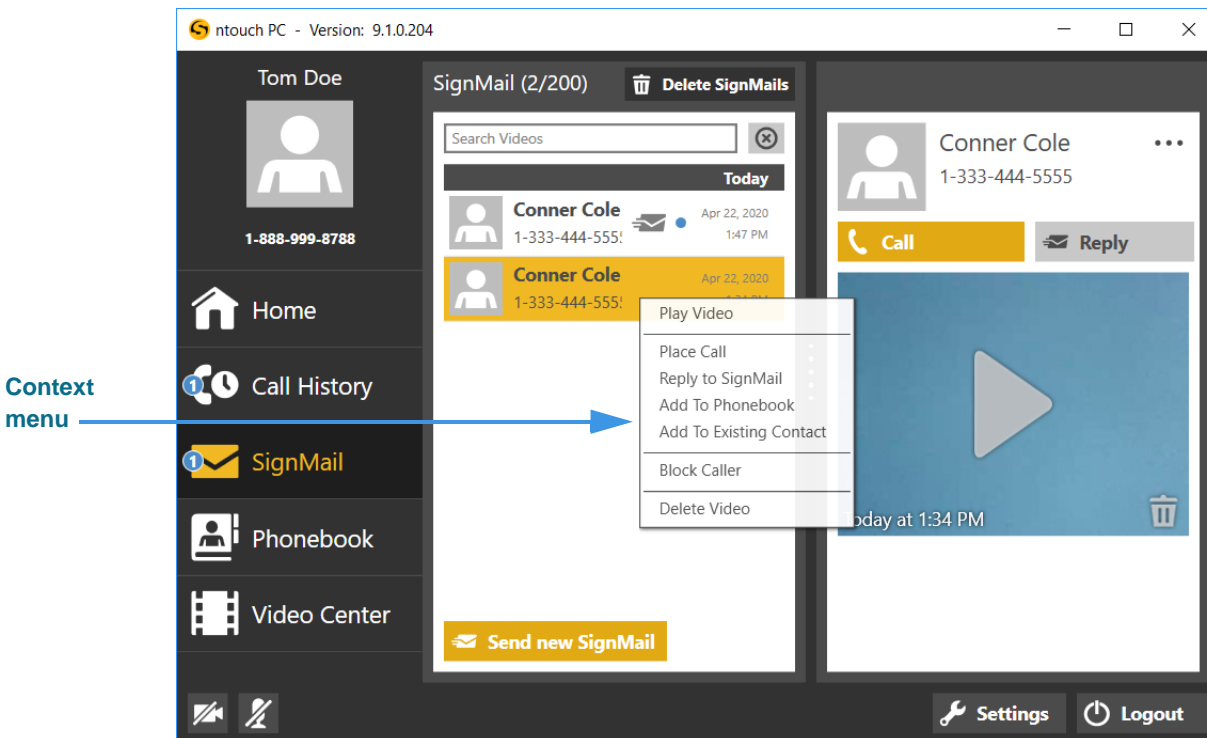 ntouch PC - Version: 9.1.0.204
Tom Doe
1-888-999-8788
Home
1
Call History
1
SignMail
Phonebook
Video Center
SignMail (2/200)
Delete SignMails
Search Videos
Today
Conner Cole
1-333-444-555
Apr 22, 2020
1:47 PM
Conner Cole
1-333-444-555
Apr 22, 2020
Play Video
Place Call
Reply to SignMail
Add To Phonebook
Add To Existing Contact
Block Caller
Delete Video
Send new SignMail
Conner Cole
1-333-444-5555
Call
Reply
Today at 1:34 PM
Settings
Logout
Context
menu